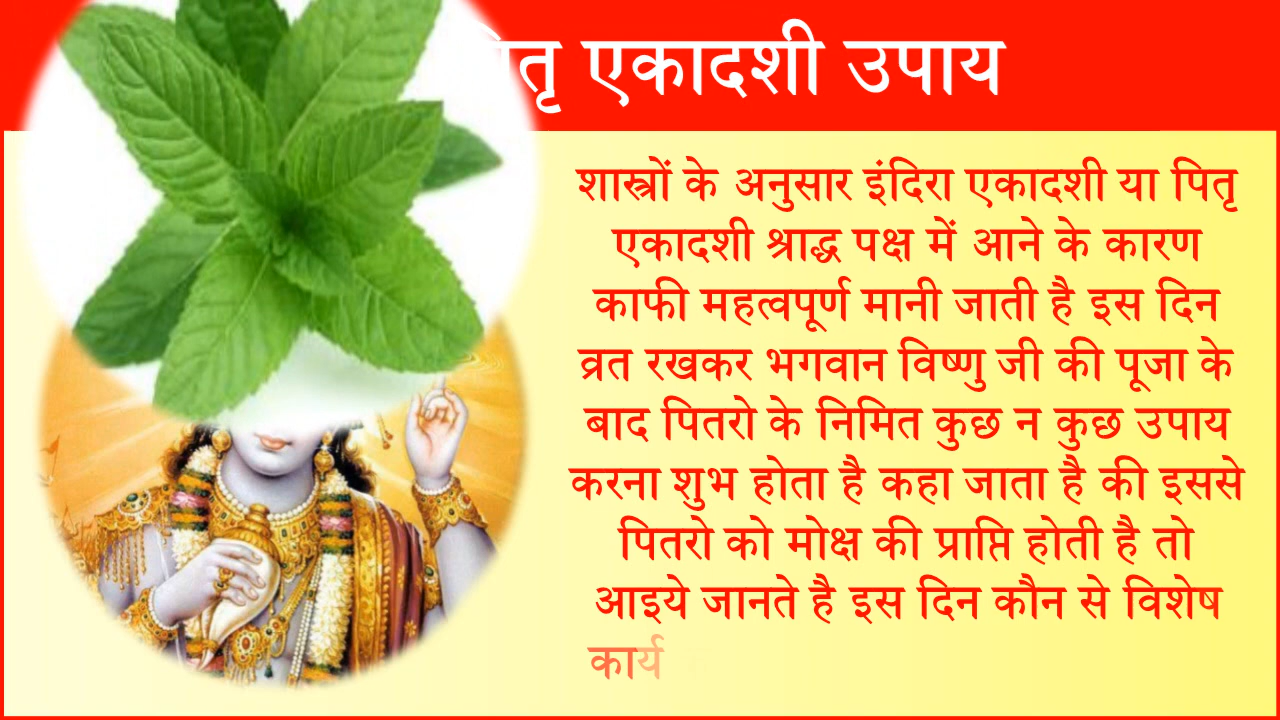 एकादशी उपाय
शास्त्रों के अनुसार इंदिरा एकादशी या पितृ
एकादशी श्राद्ध पक्ष में आने के कारण
काफी महत्वपूर्ण मानी जाती है इस दिन
व्रत रखकर भगवान विष्णु जी की पूजा के
बाद पितरो के निमित कुछ न कुछ उपाय
करना शुभ होता है कहा जाता है की इससे
पितरो को मोक्ष की प्राप्ति होती है तो
आइये जानते है इस दिन कौन से विशेष
कार्य